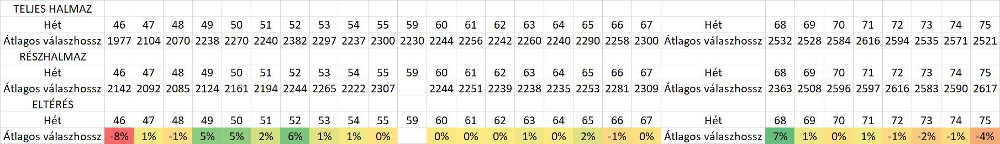 TELJES HALMAZ
Hét 46 47 48 49 50 51 52 53 54 55 59 60 61 62 63 64 65 66 67 Hét 68 69 70 71 72 73 74 75
Átlagos válaszhossz 1977 2104 2070 2238 2270 2240 2382 2297 2237 2300 2230 2244 2256 2242 2260 2240 2290 2258 2300 Átlagos válaszhossz 2532 2528 2584 2616 2594 2535 2571 2521
RÉSZHALMAZ
Hét 46 47 48 49 50 51 52 53 54 55 59 60 61 62 63 64 65 66 67 Hét 68 69 70 71 72 73 74 75
Átlagos válaszhossz 2142 2092 2085 2124 2161 2194 2244 2265 2222 2307 2244 2251 2239 2238 2235 2253 2281 2309 Átlagos válaszhossz 2363 2508 2596 2597 2616 2583 2590 2617
ELTÉRÉS
Hét 46 47 48 49 50 51 52 53 54 55 59 60 61 62 63 64 65 66 67 Hét 68 69 70 71 72 73 74 75
Átlagos válaszhossz -8% 1% -1% 5% 5% 2% 6% 1% 1% 0% 0% 0% 0% 1% 0% 2% -1% 0% Átlagos válaszhossz 7% 1% 0% 1% -1% -2% -1% -4%